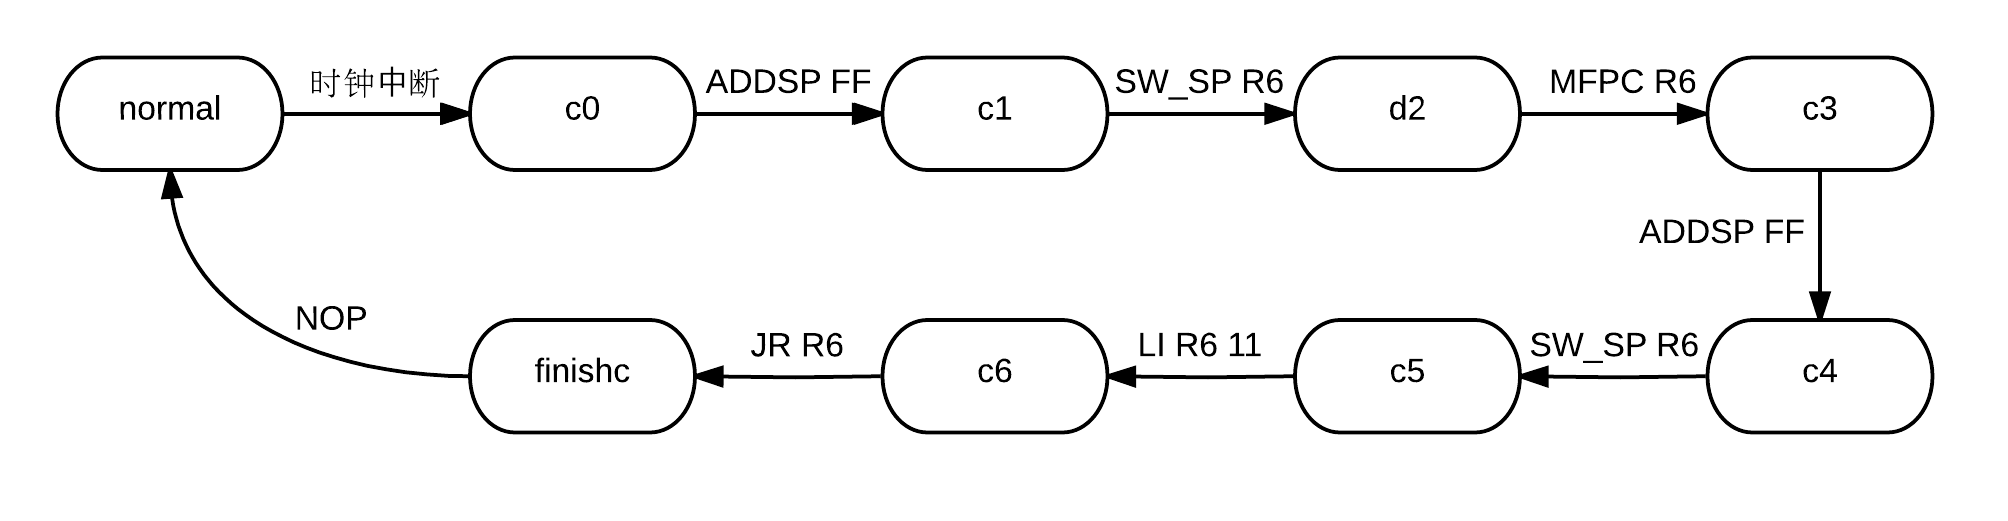 normal
时钟中断
c0
ADDSP FF
c1
SW_SP R6
d2
MFPC R6
c3
ADDSP FF
c4
SW_SP R6
c5
LI R6 11
c6
JR R6
finishc
NOP